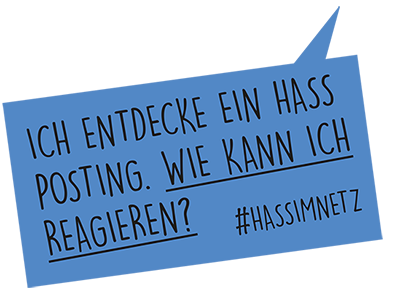 ICH ENTDECKE EIN HASS
POSTING. WIE KANN ICH
REAGIEREN? #HASSIMNETZ